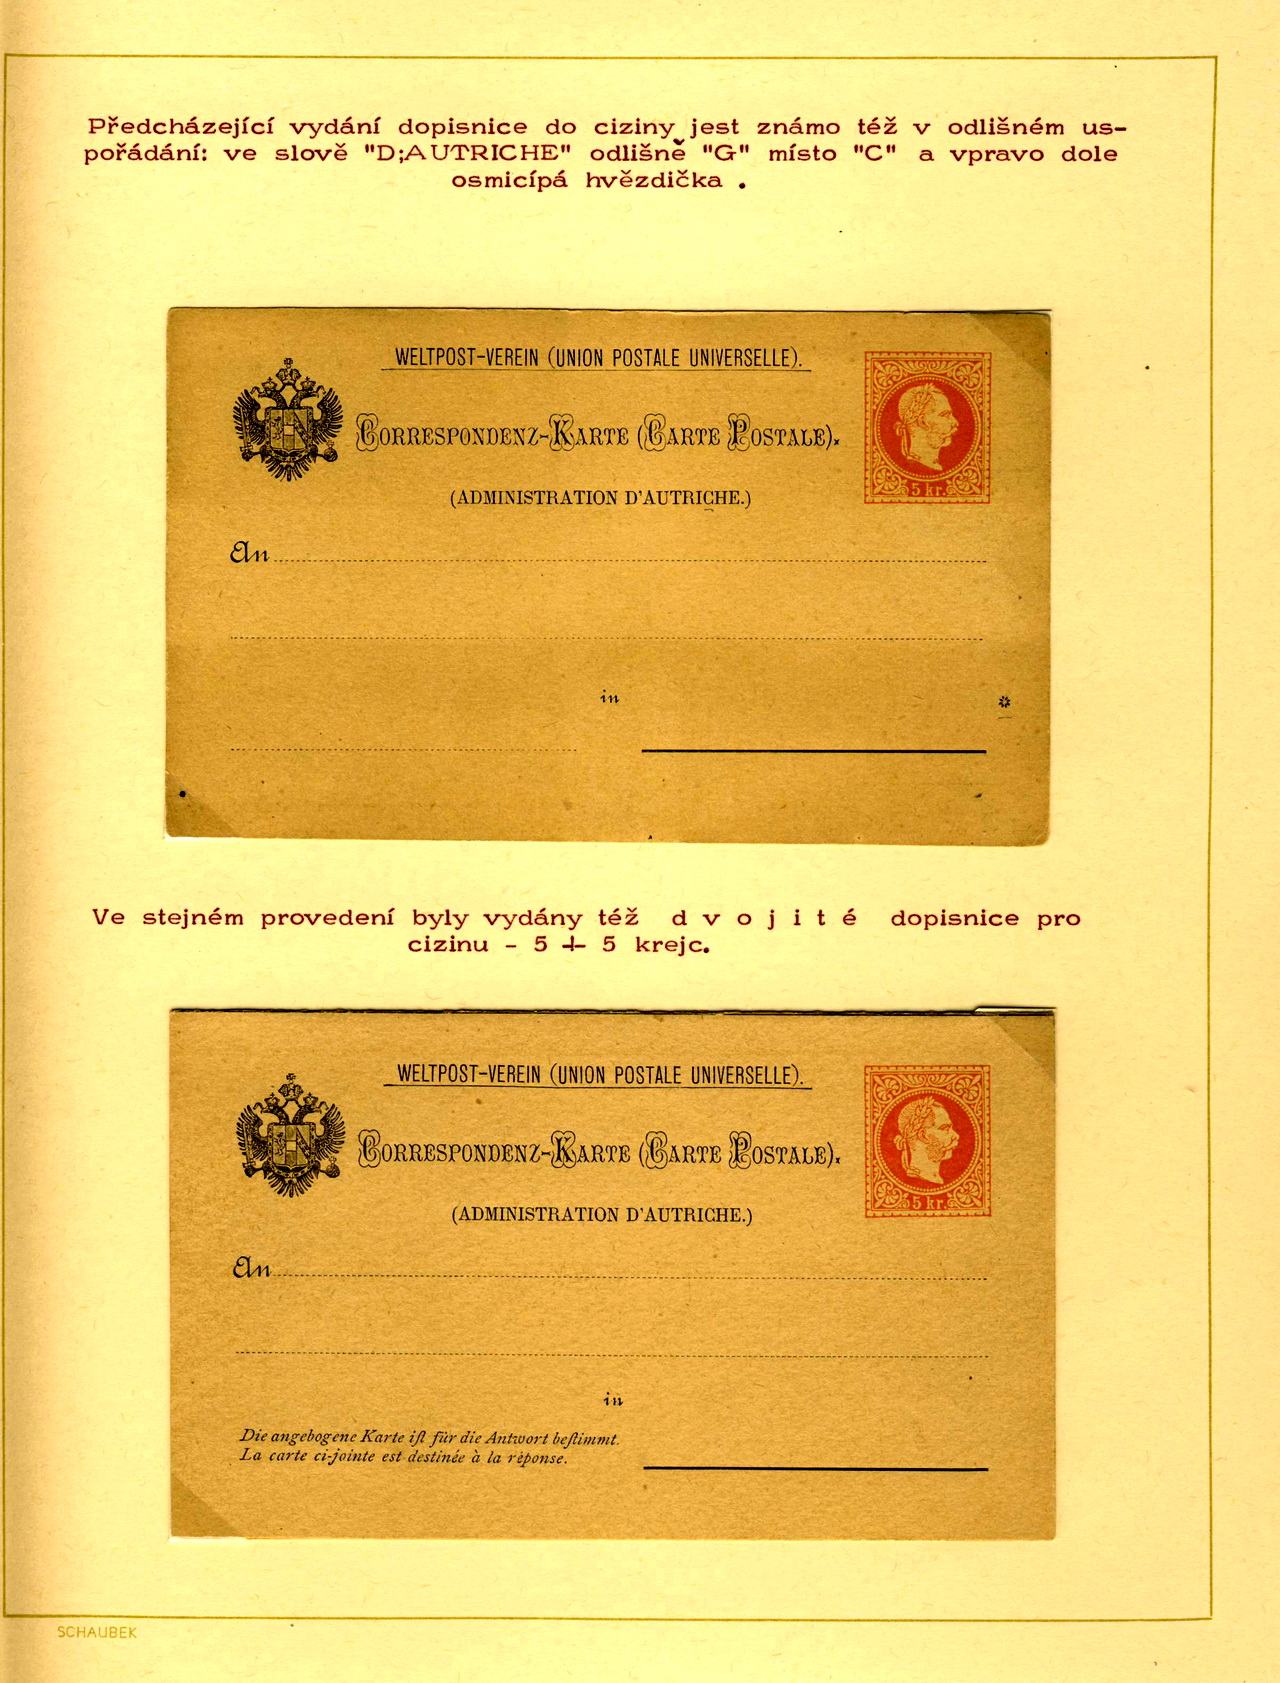 Předcházející vydání dopisnice do ciziny jest známo též v odlišném us-
pořádání: ve slově "D;AUTRICHE" odlišně "G" místo "C" a vpravo dole
osmicípá hvězdička .
WELTPOST-VEREIN (UNION POSTALE UNIVERSELLE).
CORRESPONDENZ-KARTE (CARTE POSTALE).
5 kr.
(ADMINISTRATION D'AUTRIGHE.)
An
in
*
Ve stejném provedení byly vydány též d v o j i t é dopisnice pro
cizinu - 5 + 5 krejc.
WELTPOST-VEREIN (UNION POSTALE UNIVERSELLE).
CORRESPONDENZ-KARTE (CARTE POSTALE).
5 kr.
(ADMINISTRATION D'AUTRICHE.)
An
in
Die angebogene Karte iſt für die Antwort beſtimmt.
La carte ci-jointe est destinée à la réponse.
SCHAUBEK